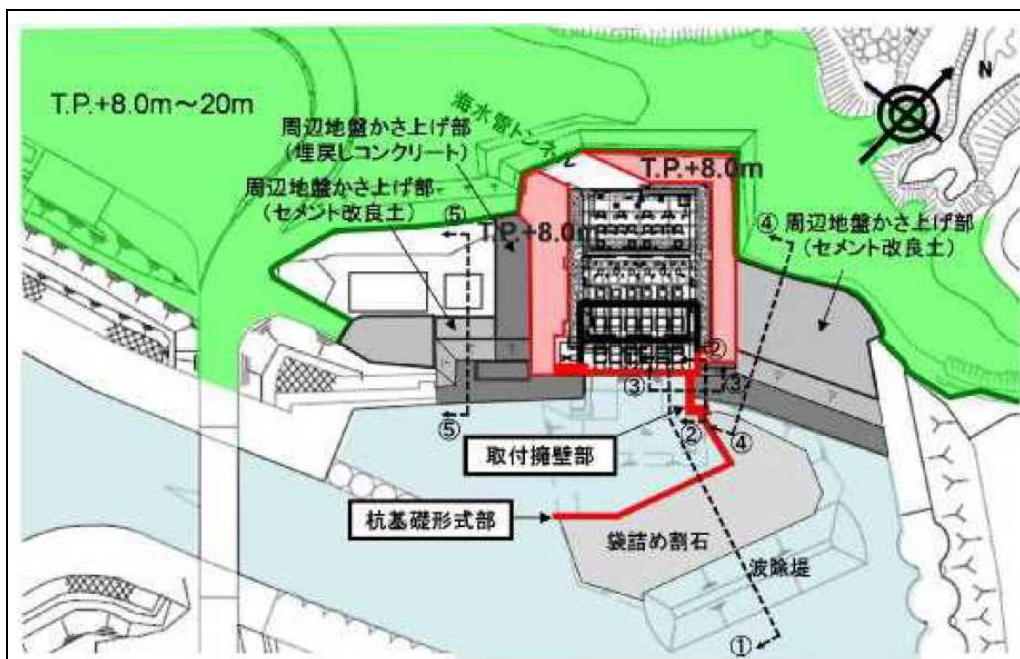 T.P.+8.0m~20m
N
海水管トンネル
周辺地盤かさ上げ部
(埋戻しコンクリート)
T.P.+8.0m
周辺地盤かさ上げ部
(セメント改良土)
⑤
T.P.+8.0m
④ 周辺地盤かさ上げ部
(セメント改良土)
②
③
③
⑤
②
④
取付擁壁部
杭基礎形式部
袋詰め割石
波除堤
①